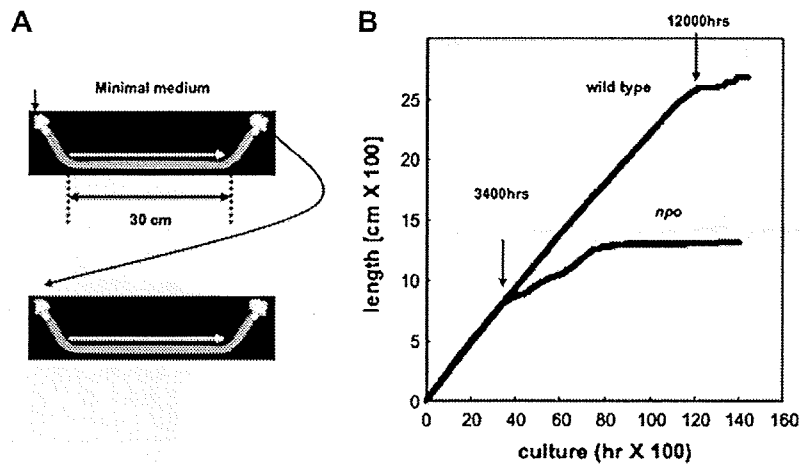 A
Minimal medium
30 cm
B
12000hrs
wild type
3400hrs
npo
length [cm X 100]
25
20
15
10
5
0
0 20 40 60 80 100 120 140 160
culture (hr X 100)